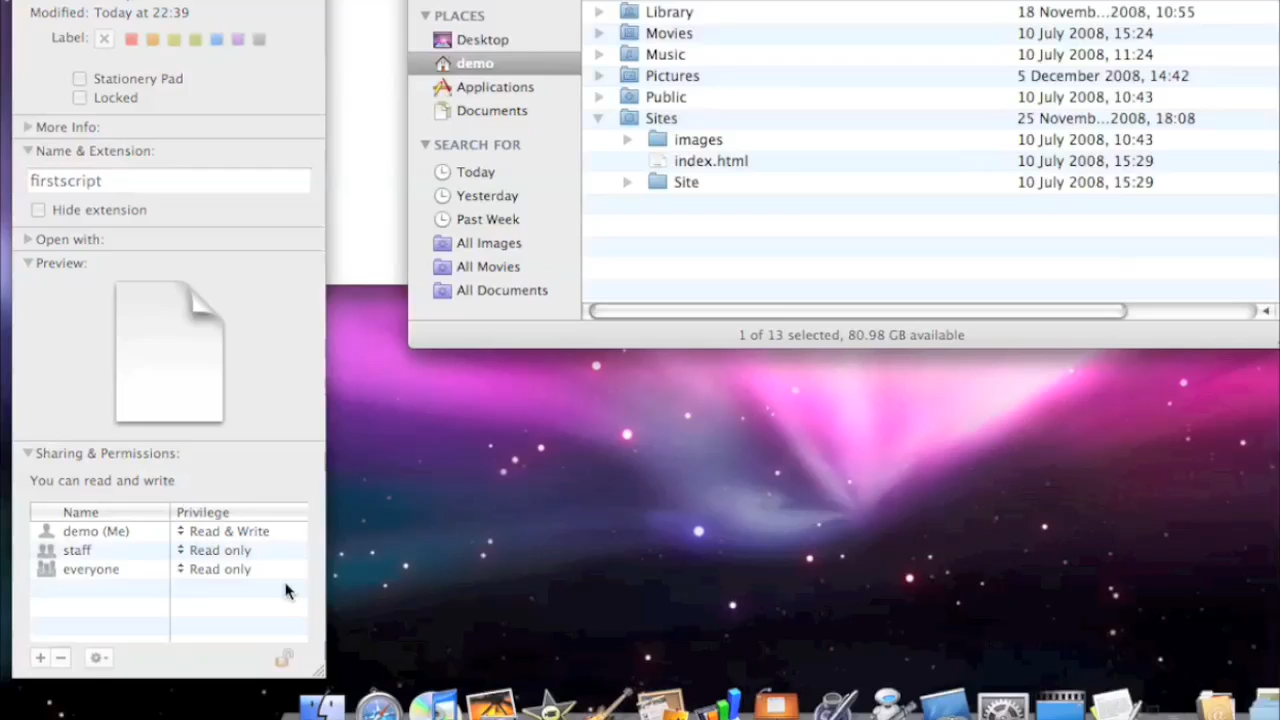 Modified: Today at 22:39
Label:
Stationery Pad
Locked
More Info:
Name & Extension:
firstscript
Hide extension
Open with:
Preview:
Sharing & Permissions:
You can read and write
Name Privilege
demo (Me) Read & Write
staff Read only
everyone Read only
PLACES
Desktop
demo
Applications
Documents
SEARCH FOR
Today
Yesterday
Past Week
All Images
All Movies
All Documents
Library 18 Novemb...2008, 10:55
Movies 10 July 2008, 15:24
Music 10 July 2008, 11:24
Pictures 5 December 2008, 14:42
Public 10 July 2008, 10:43
Sites 25 Novemb...2008, 18:08
images 10 July 2008, 10:43
index.html 10 July 2008, 15:29
Site 10 July 2008, 15:29
1 of 13 selected, 80.98 GB available